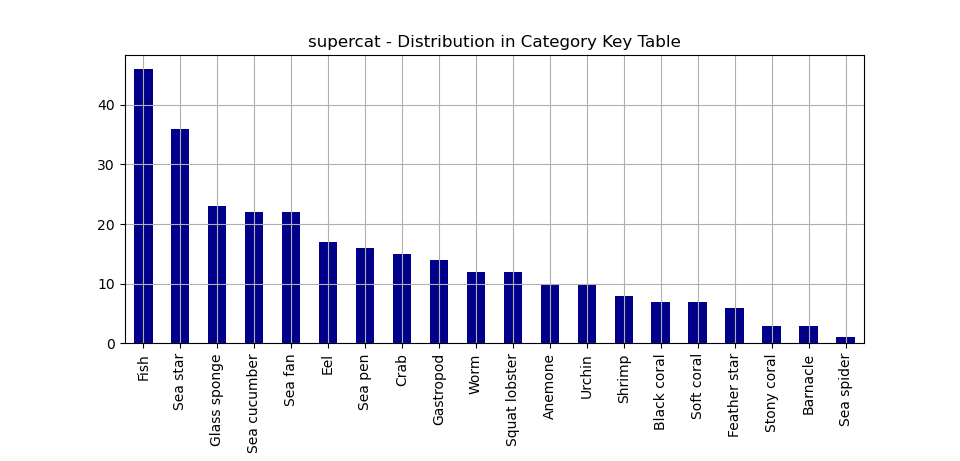 supercat - Distribution in Category Key Table
40
30
20
10
0
Fish
Sea star
Glass sponge
Sea cucumber
Sea fan
Eel
Sea pen
Crab
Gastropod
Worm
Squat lobster
Anemone
Urchin
Shrimp
Black coral
Soft coral
Feather star
Stony coral
Barnacle
Sea spider